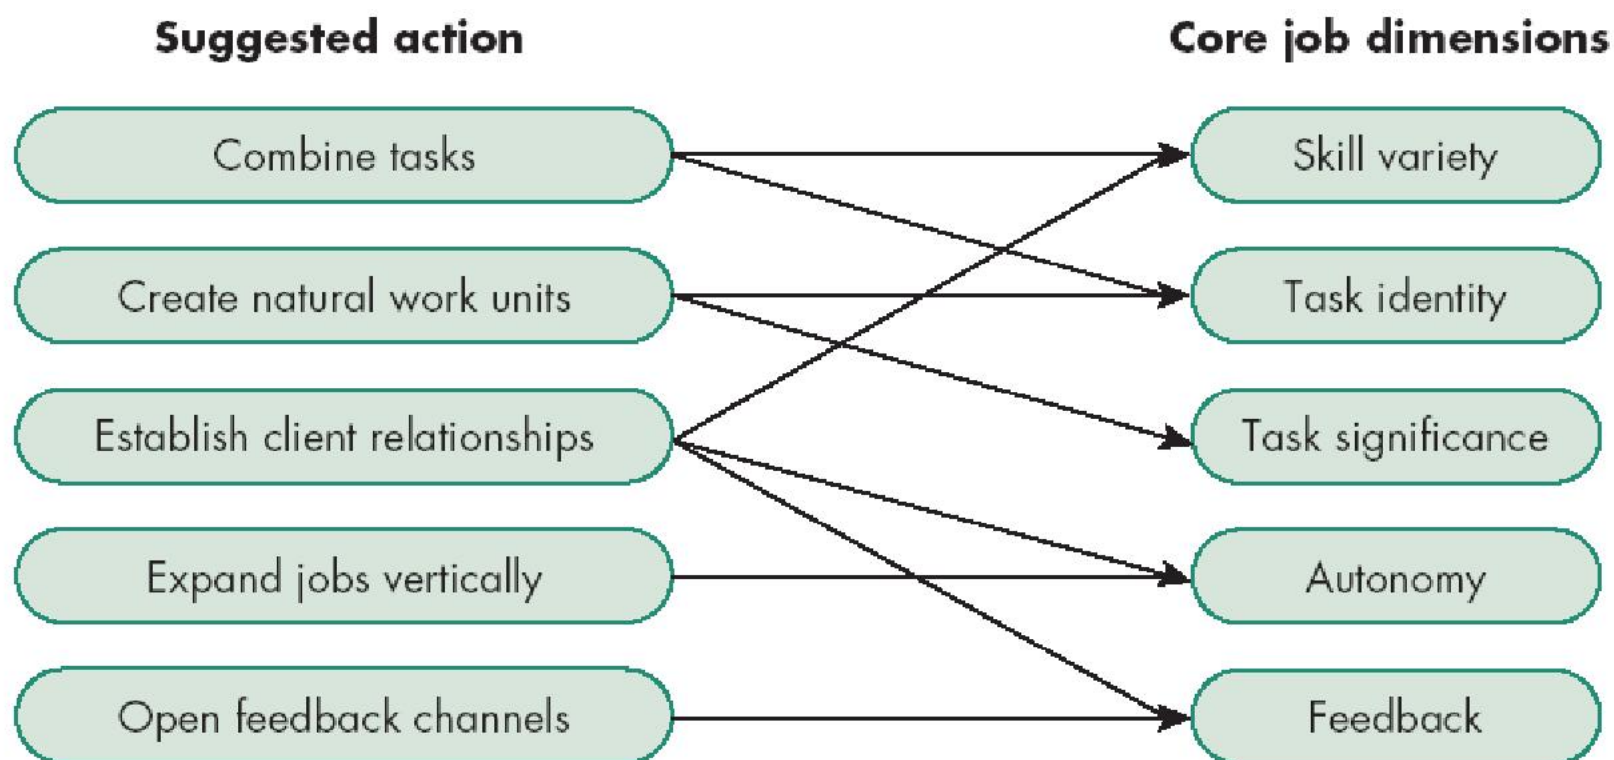 Suggested action
Core job dimensions
Combine tasks
Skill variety
Create natural work units
Task identity
Establish client relationships
Task significance
Expand jobs vertically
Autonomy
Open feedback channels
Feedback